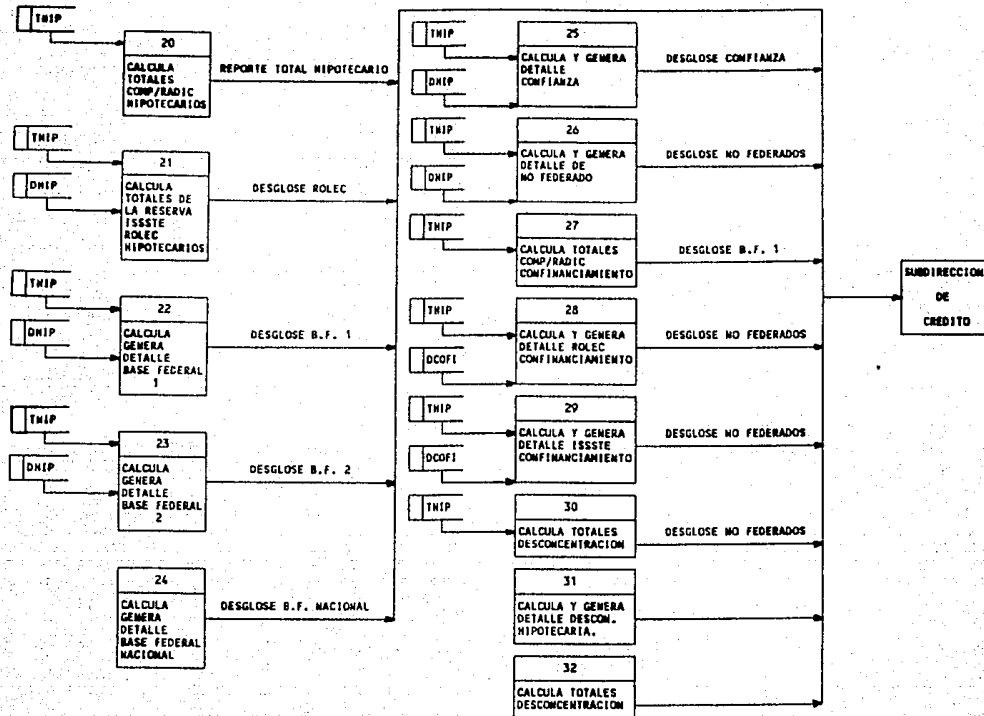 THIP
20
CALCULA
TOTALES
COMP/RADIC
HIPOTECARIOS
REPORTE TOTAL HIPOTECARIO
THIP
DHIP
21
CALCULA
TOTALES DE
LA RESERVA
ISSSTE
ROLEC
HIPOTECARIOS
DESGLOSE ROLEC
THIP
DHIP
22
CALCULA
GENERA
DETALLE
BASE FEDERAL
1
DESGLOSE B.F. 1
THIP
DHIP
23
CALCULA
GENERA
DETALLE
BASE FEDERAL
2
DESGLOSE B.F. 2
24
CALCULA
GENERA
DETALLE
BASE FEDERAL
NACIONAL
DESGLOSE B.F. NACIONAL
THIP
DHIP
25
CALCULA Y GENERA
DETALLE
CONFIANZA
DESGLOSE CONFIANZA
THIP
DHIP
26
CALCULA Y GENERA
DETALLE DE
NO FEDERADO
DESGLOSE NO FEDERADOS
THIP
27
CALCULA TOTALES
COMP/RADIC
CONFINANCIAMIENTO
DESGLOSE B.F. 1
THIP
DCOFI
28
CALCULA Y GENERA
DETALLE ROLEC
CONFINANCIAMIENTO
DESGLOSE NO FEDERADOS
THIP
DCOFI
29
CALCULA Y GENERA
DETALLE ISSSTE
CONFINANCIAMIENTO
DESGLOSE NO FEDERADOS
THIP
30
CALCULA TOTALES
DESCONCENTRACION
DESGLOSE NO FEDERADOS
31
CALCULA Y GENERA
DETALLE DESCON.
HIPOTECARIA.
32
CALCULA TOTALES
DESCONCENTRACION
SUBDIRECCION
DE
CREDITO